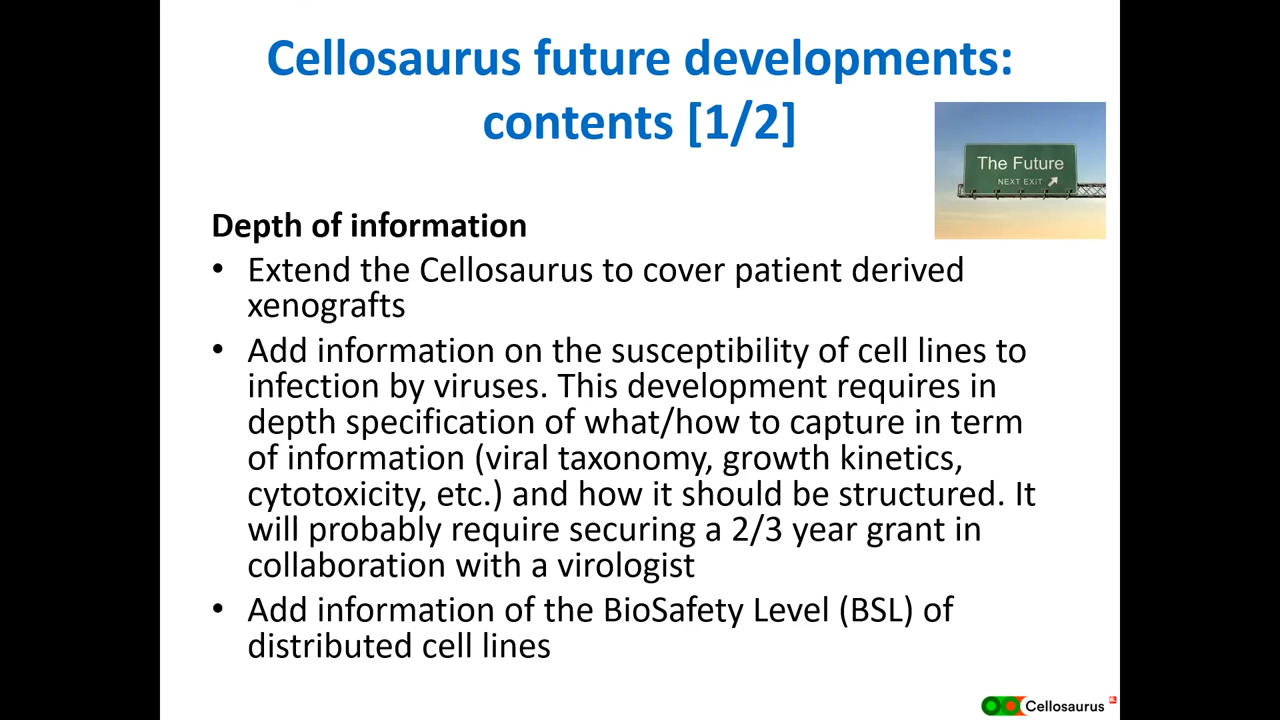 Cellosaurus future developments:
contents [1/2]
The Future
NEXT EXIT
Depth of information
• Extend the Cellosaurus to cover patient derived
xenografts
• Add information on the susceptibility of cell lines to
infection by viruses. This development requires in
depth specification of what/how to capture in term
of information (viral taxonomy, growth kinetics,
cytotoxicity, etc.) and how it should be structured. It
will probably require securing a 2/3 year grant in
collaboration with a virologist
• Add information of the BioSafety Level (BSL) of
distributed cell lines
Cellosaurus